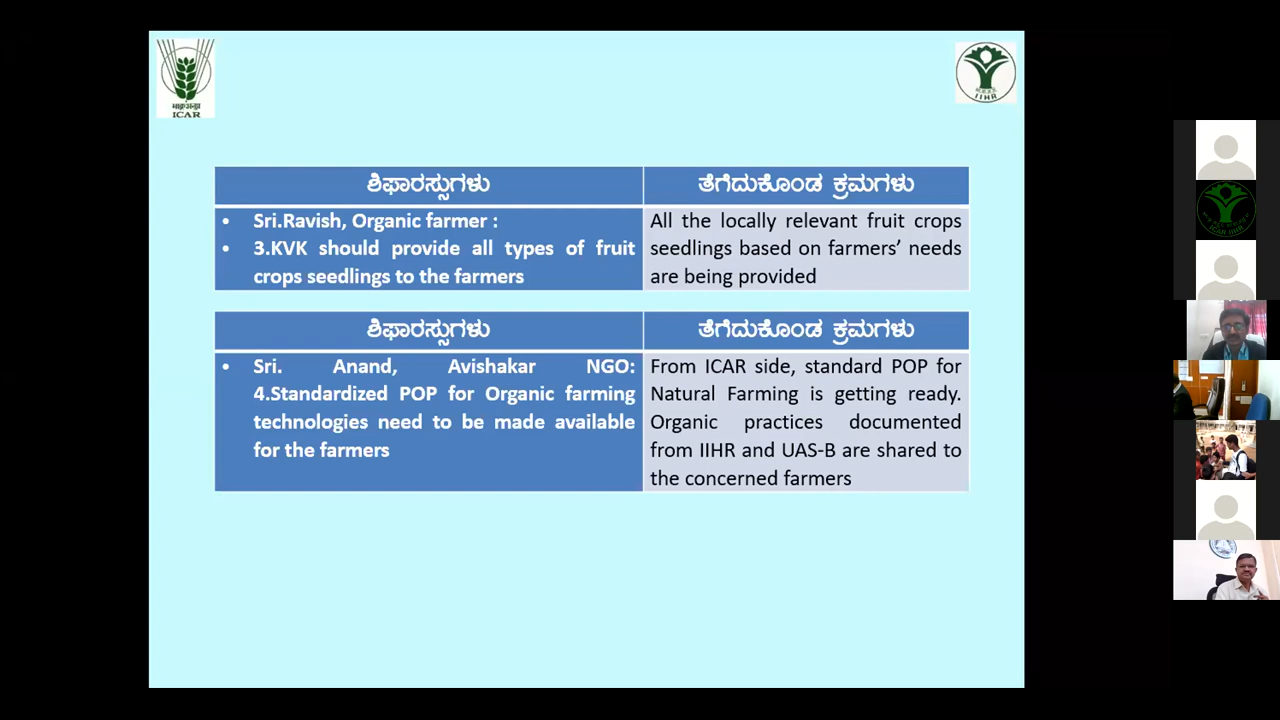 ICAR
IIHR
ಶಿಫಾರಸ್ಸುಗಳು
ತೆಗೆದುಕೊಂಡ ಕ್ರಮಗಳು
• Sri.Ravish, Organic farmer :
• 3.KVK should provide all types of fruit
crops seedlings to the farmers
All the locally relevant fruit crops
seedlings based on farmers’ needs
are being provided
ಶಿಫಾರಸ್ಸುಗಳು
ತೆಗೆದುಕೊಂಡ ಕ್ರಮಗಳು
• Sri. Anand, Avishakar NGO:
4.Standardized POP for Organic farming
technologies need to be made available
for the farmers
From ICAR side, standard POP for
Natural Farming is getting ready.
Organic practices documented
from IIHR and UAS-B are shared to
the concerned farmers
ICAR IIHR